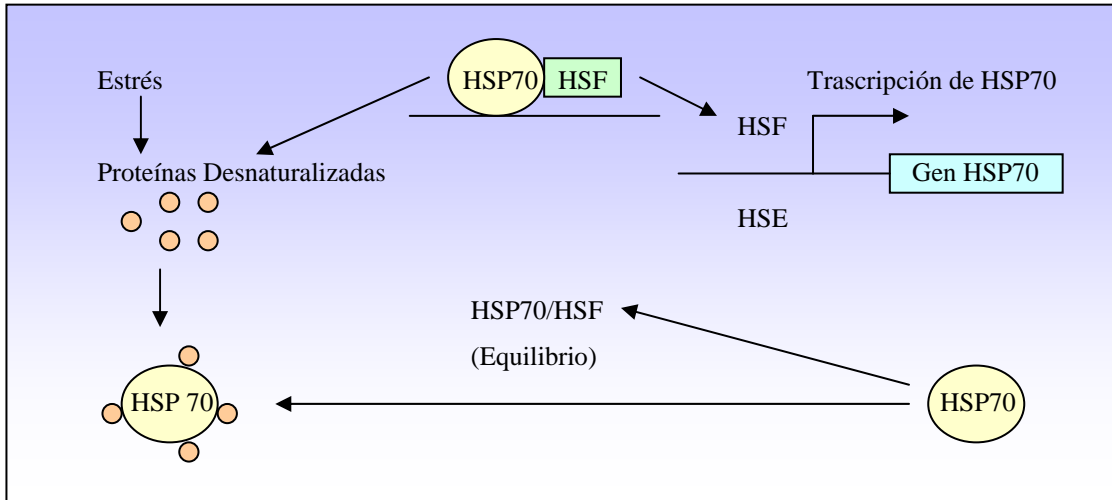 Estrés
HSP70
HSF
Trascripción de HSP70
HSF
Proteínas Desnaturalizadas
Gen HSP70
HSE
HSP70/HSF
(Equilibrio)
HSP 70
HSP70